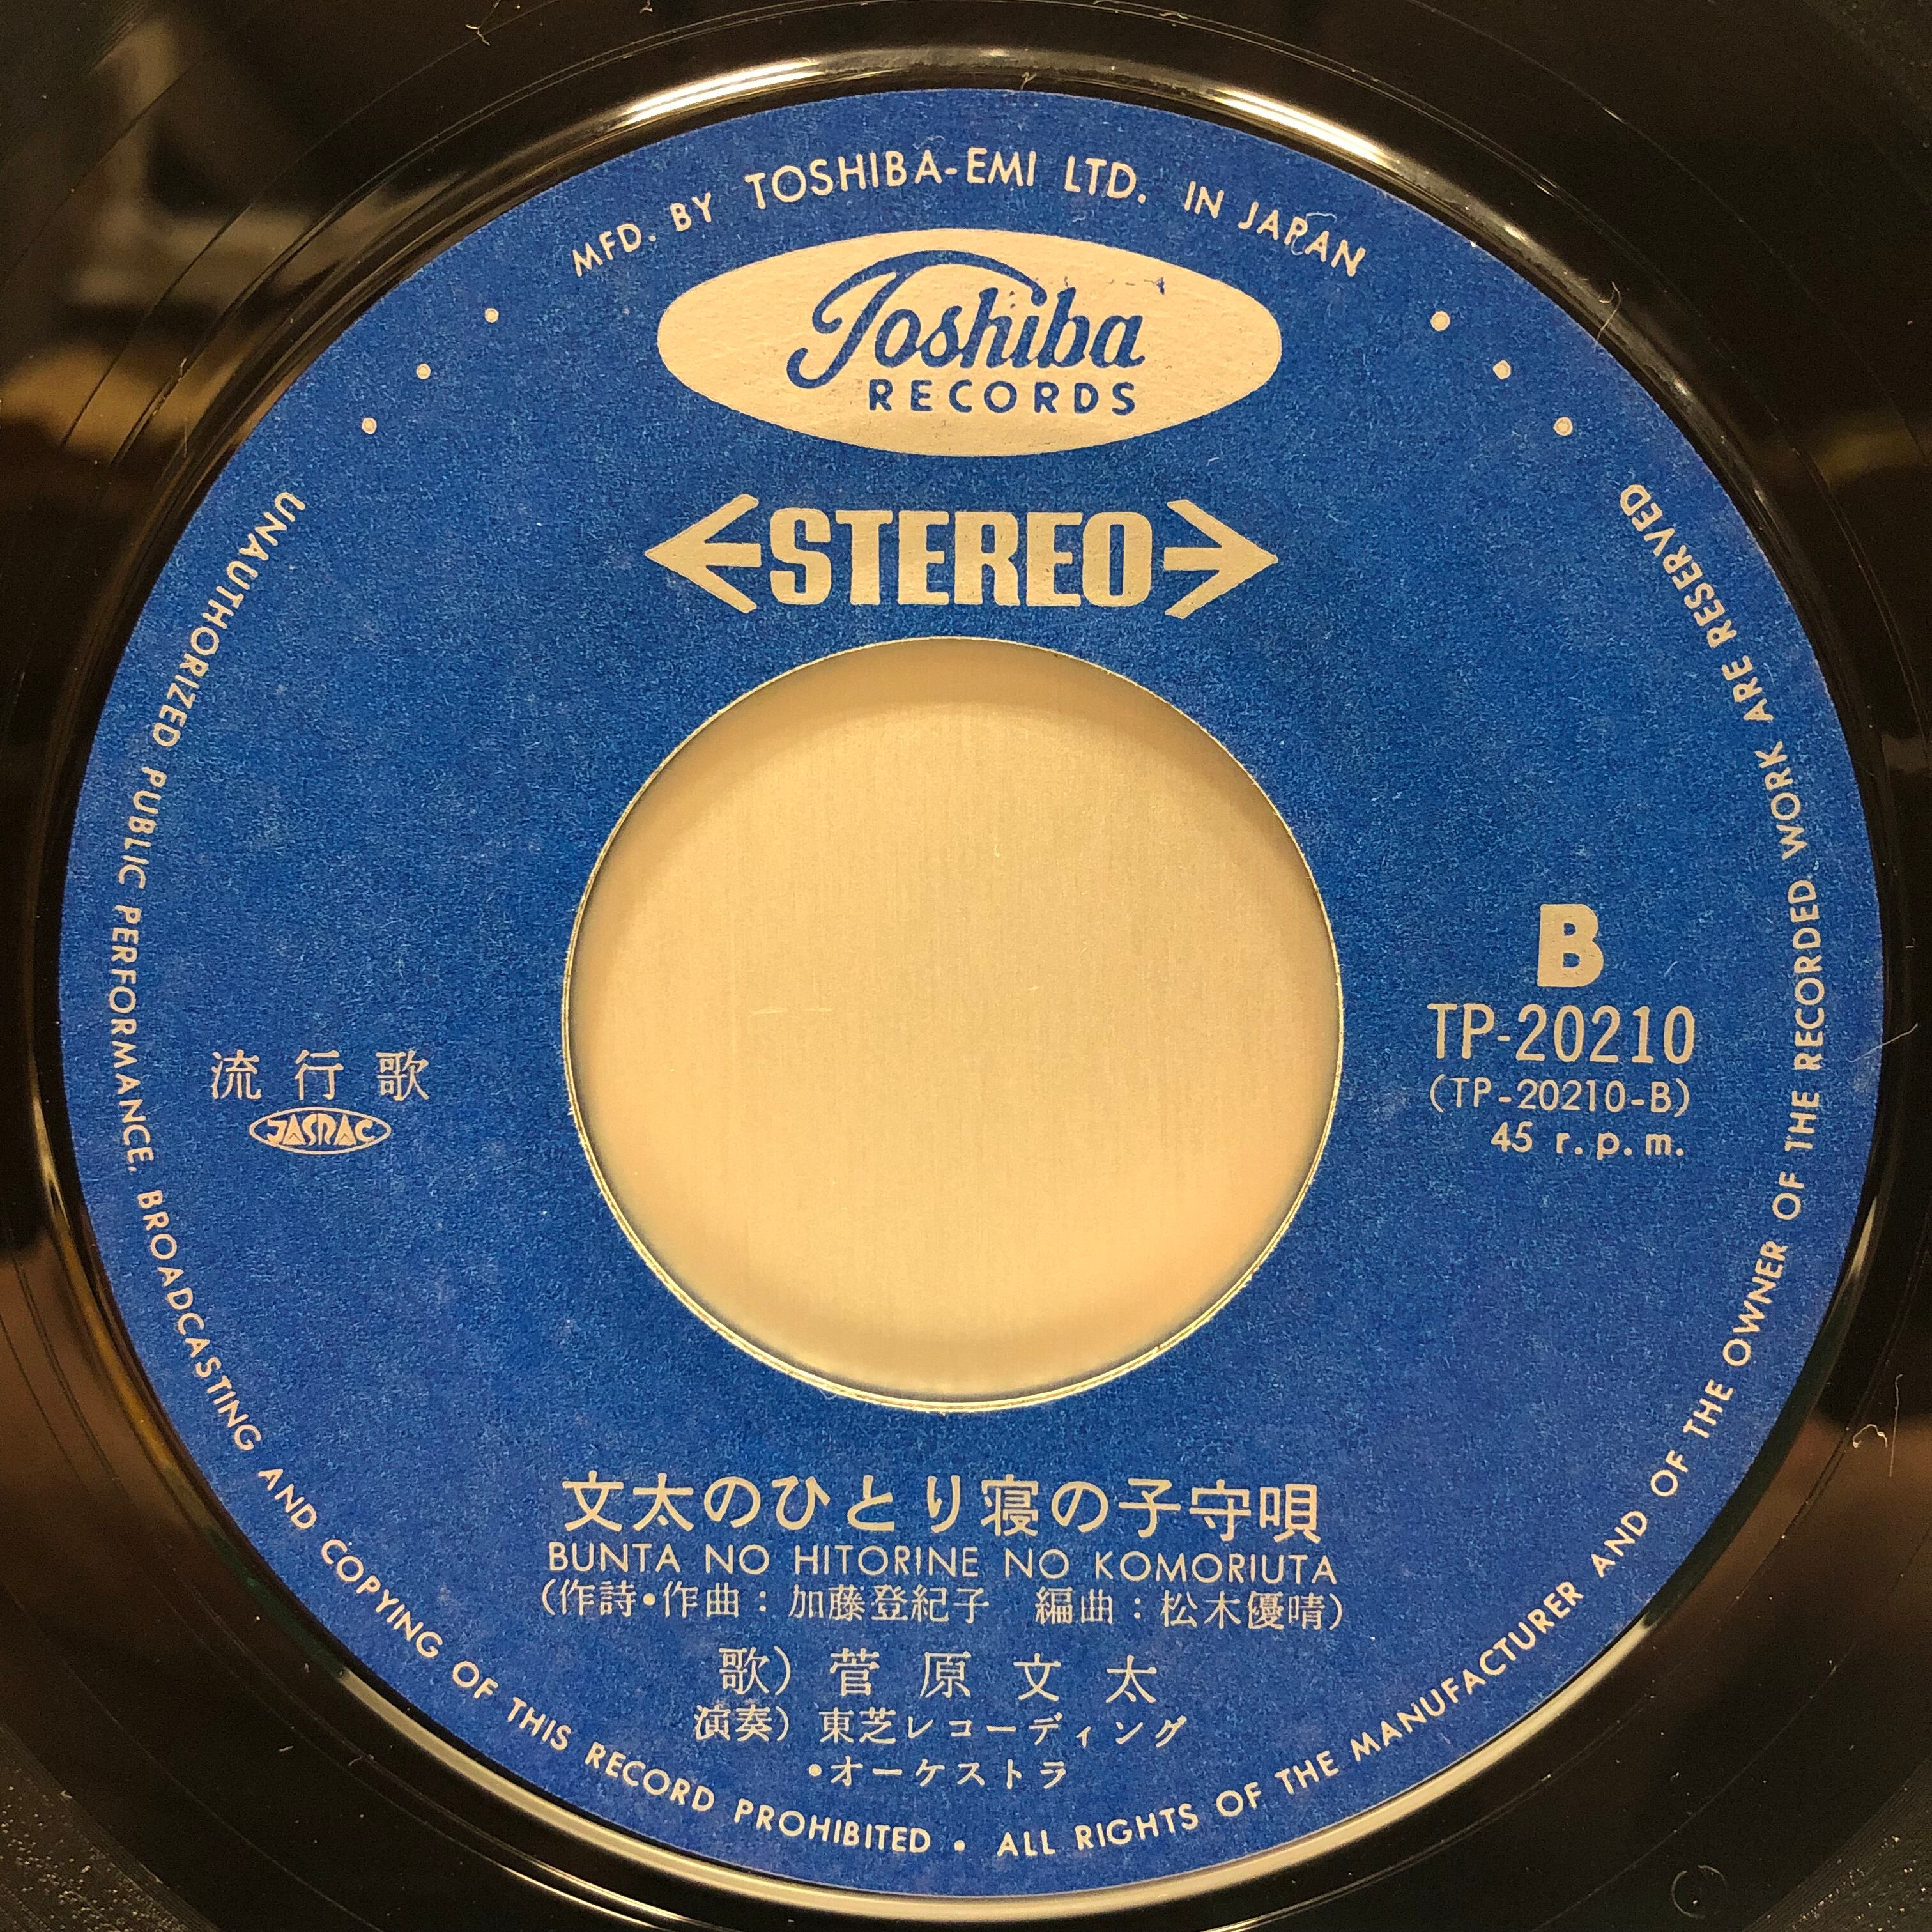 MFD. BY TOSHIBA-EMI LTD. IN JAPAN
Toshiba
RECORDS
STEREO
B
TP-20210
(TP-20210-B)
45 r.p.m.
流行歌
JASRAC
文太のひとり寝の子守唄
BUNTA NO HITORINE NO KOMORIUTA
(作詩・作曲：加藤登紀子 編曲：松木優晴)
歌) 菅原文太
演奏) 東芝レコーディング
・オーケストラ
UNAUTHORIZED PUBLIC PERFORMANCE, BROADCASTING AND COPYING OF THIS RECORD PROHIBITED • ALL RIGHTS OF THE MANUFACTURER AND OF THE OWNER OF THE RECORDED WORK ARE RESERVED